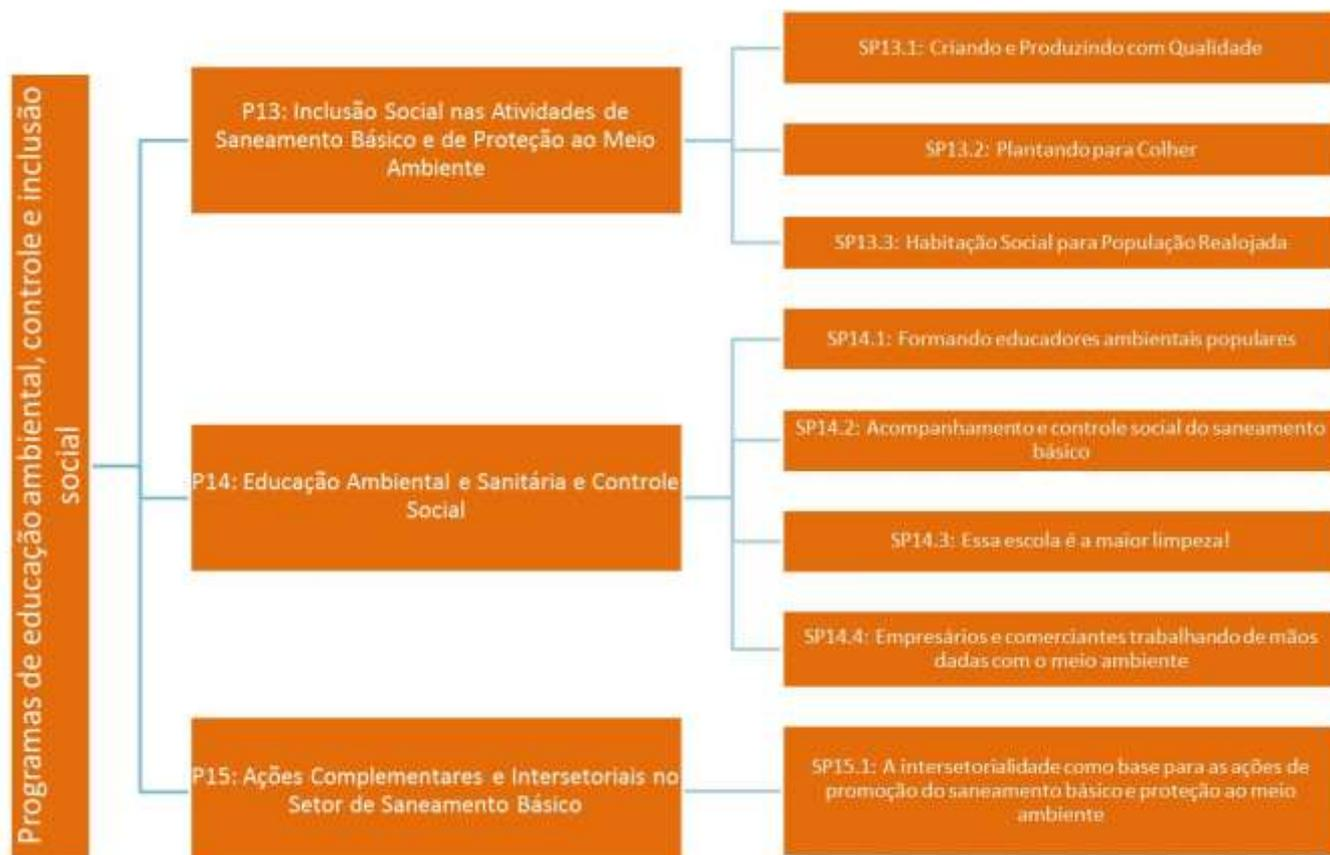 Programas de educação ambiental, controle e inclusão
social
P13: Inclusão Social nas Atividades de
Saneamento Básico e de Proteção ao Meio
Ambiente
SP13.1: Criando e Produzindo com Qualidade
SP13.2: Plantando para Colher
SP13.3: Habitação Social para População Realojada
P14: Educação Ambiental e Sanitária e Controle
Social
SP14.1: Formando educadores ambientais populares
SP14.2: Acompanhamento e controle social do saneamento
básico
SP14.3: Essa escola é a maior limpeza!
SP14.4: Empresários e comerciantes trabalhando de mãos
dadas com o meio ambiente
P15: Ações Complementares e Intersetoriais no
Setor de Saneamento Básico
SP15.1: A intersetorialidade como base para as ações de
promoção do saneamento básico e proteção ao meio
ambiente